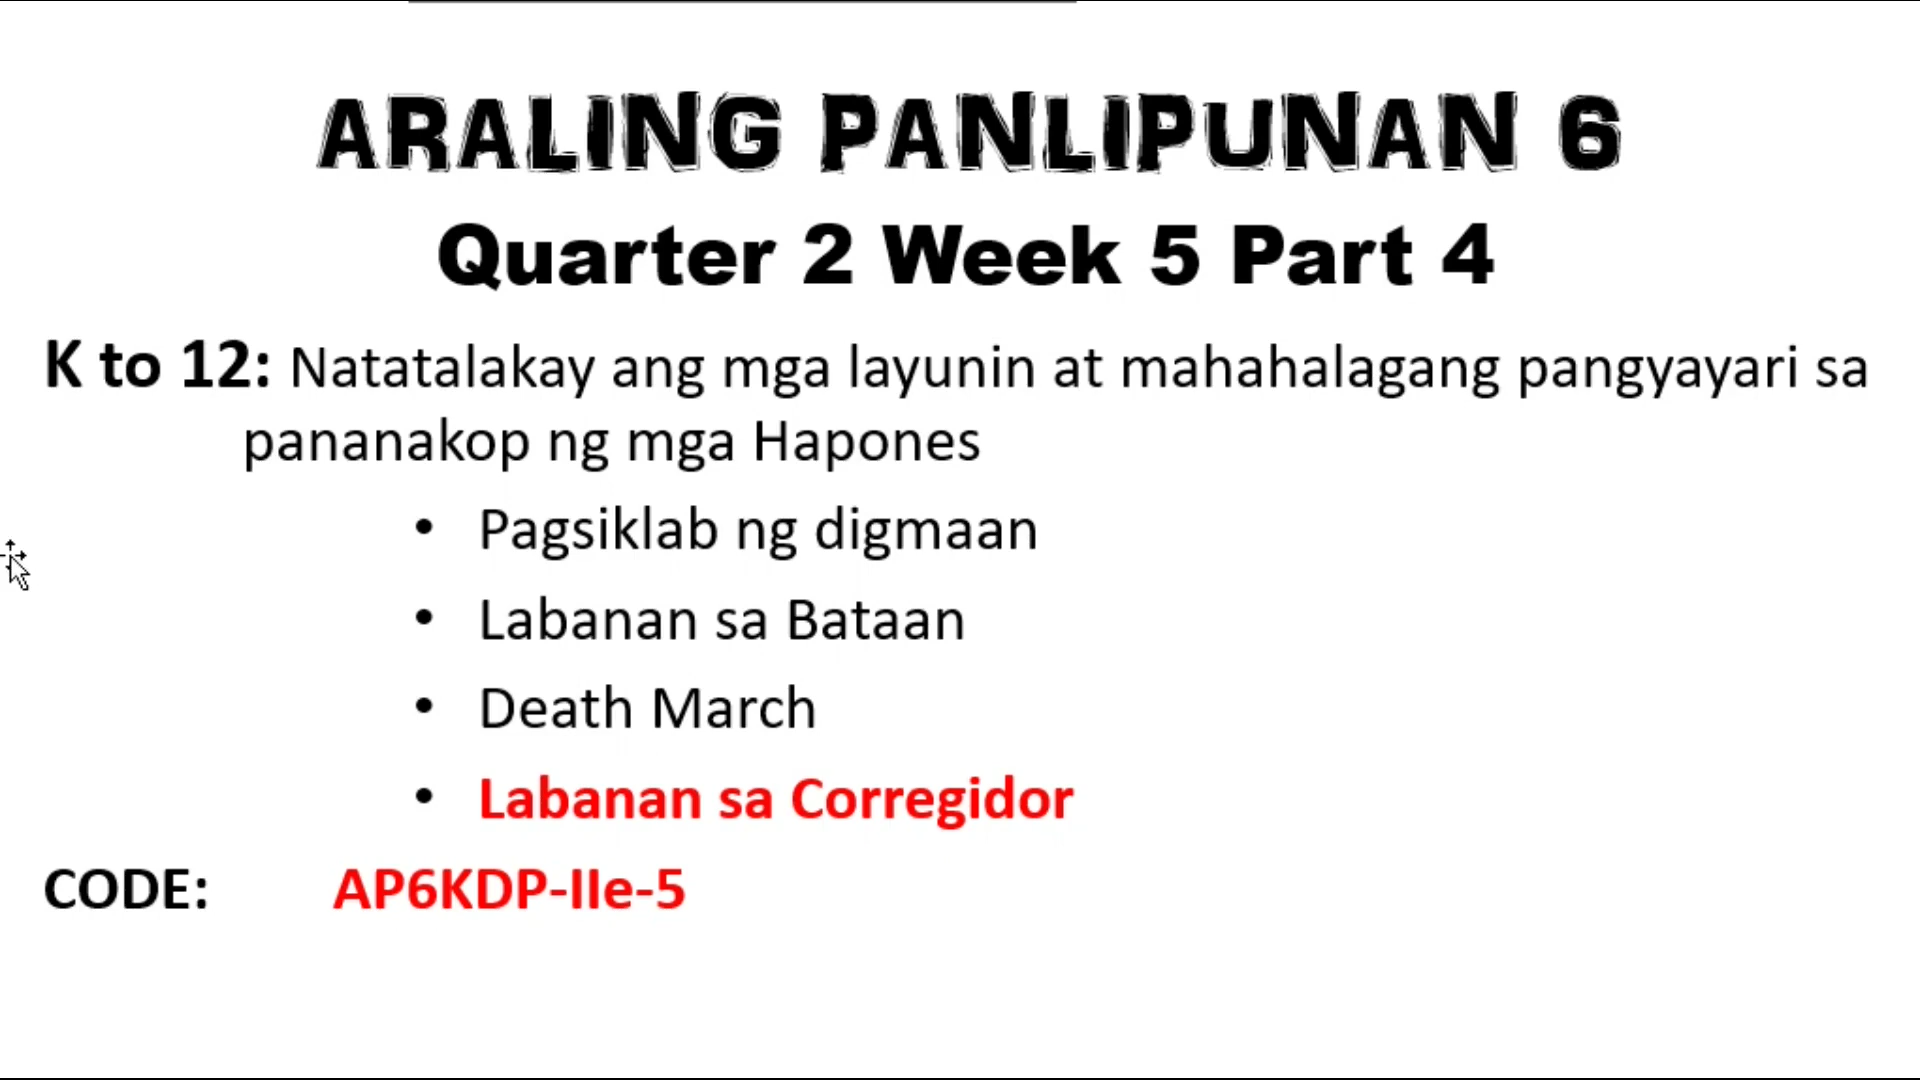 ARALING PANLIPUNAN 6
Quarter 2 Week 5 Part 4
K to 12: Natatalakay ang mga layunin at mahahalagang pangyayari sa
pananakop ng mga Hapones
• Pagsiklab ng digmaan
• Labanan sa Bataan
• Death March
• Labanan sa Corregidor
CODE: AP6KDP-IIe-5